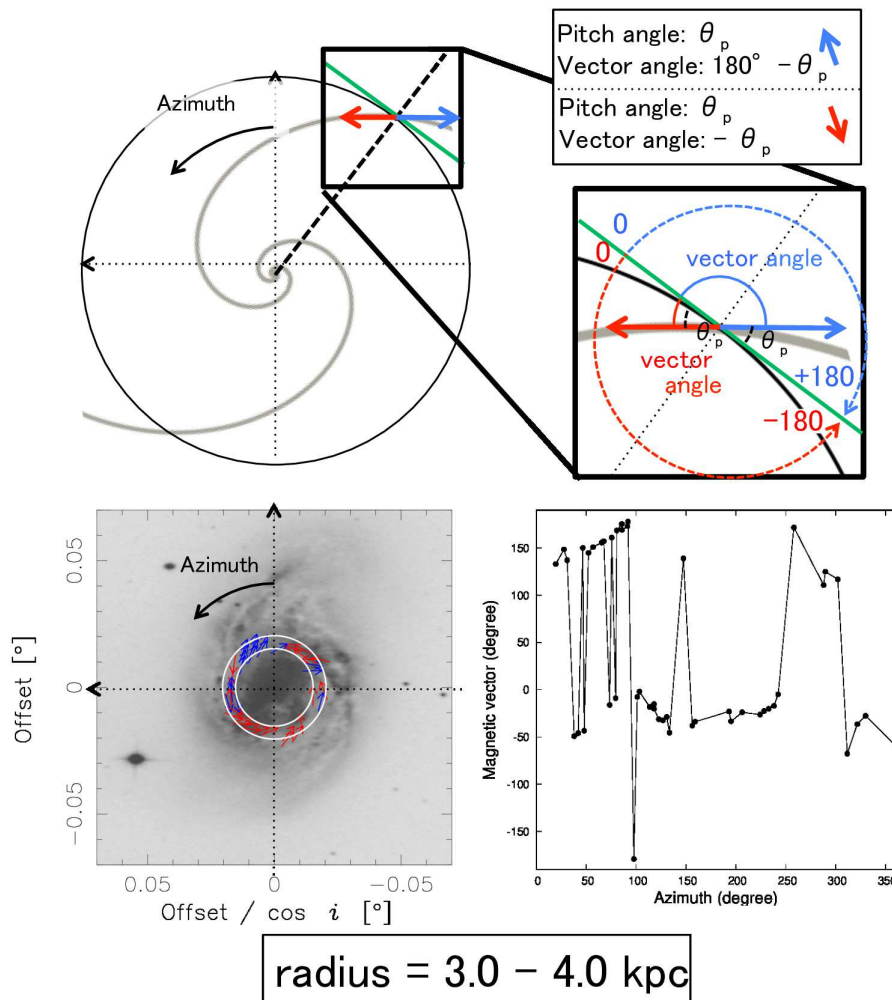 Pitch angle: θp
Vector angle: 180° - θp
Pitch angle: θp
Vector angle: - θp
Azimuth
0
0
vector angle
θp
θp
vector
angle
+180
-180
Azimuth
Offset [°]
0.05
0
-0.05
0.05
0
-0.05
Offset / cos i [°]
Magnetic vector (degree)
150
100
50
0
-50
-100
-150
0
50
100
150
200
250
300
350
Azimuth (degree)
radius = 3.0 - 4.0 kpc